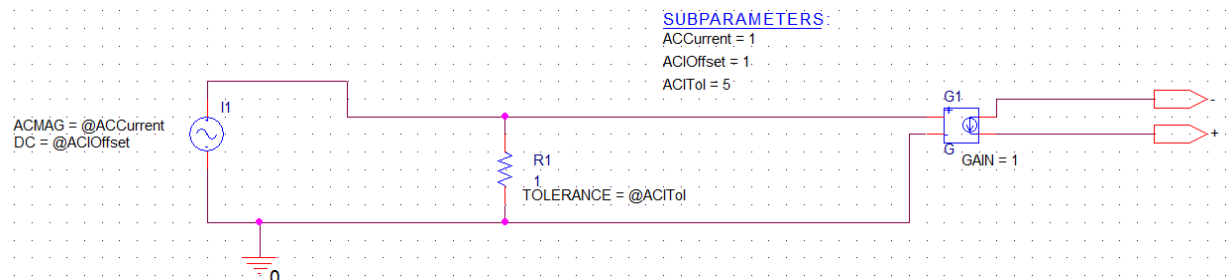 SUBPARAMETERS:
ACCurrent = 1
ACIOffset = 1
ACITol = 5
I1
ACMAG = @ACCurrent
DC = @ACIOffset
R1
1
TOLERANCE = @ACITol
G1
+
-
G
GAIN = 1
-
+
0